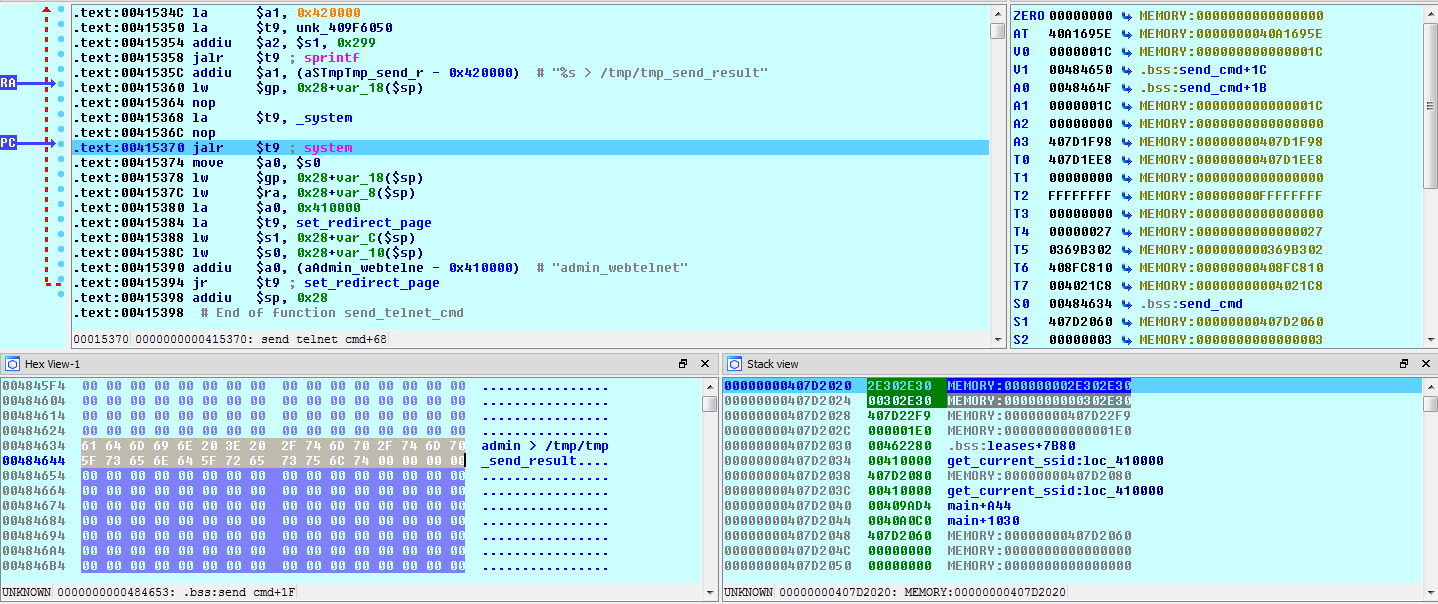 .text:0041534C la $a1, 0x420000
.text:00415350 la $t9, unk_409F6050
.text:00415354 addiu $a2, $s1, 0x299
.text:00415358 jalr $t9 ; sprintf
.text:0041535C addiu $a1, (aSTmpTmp_send_r - 0x420000) # "%s > /tmp/tmp_send_result"
RA
.text:00415360 lw $gp, 0x28+var_18($sp)
.text:00415364 nop
.text:00415368 la $t9, _system
.text:0041536C nop
PC
.text:00415370 jalr $t9 ; system
.text:00415374 move $a0, $s0
.text:00415378 lw $gp, 0x28+var_18($sp)
.text:0041537C lw $ra, 0x28+var_8($sp)
.text:00415380 la $a0, 0x410000
.text:00415384 la $t9, set_redirect_page
.text:00415388 lw $s1, 0x28+var_C($sp)
.text:0041538C lw $s0, 0x28+var_10($sp)
.text:00415390 addiu $a0, (aAdmin_webtelne - 0x410000) # "admin_webtelnet"
.text:00415394 jr $t9 ; set_redirect_page
.text:00415398 addiu $sp, 0x28
.text:00415398 # End of function send_telnet_cmd
00015370 0000000000415370: send telnet cmd+68
ZERO 00000000 MEMORY:0000000000000000
AT 40A1695E MEMORY:0000000040A1695E
V0 0000001C MEMORY:000000000000001C
V1 00484650 .bss:send_cmd+1C
A0 0048464F .bss:send_cmd+1B
A1 0000001C MEMORY:000000000000001C
A2 00000000 MEMORY:0000000000000000
A3 407D1F98 MEMORY:00000000407D1F98
T0 407D1EE8 MEMORY:00000000407D1EE8
T1 00000000 MEMORY:0000000000000000
T2 FFFFFFFF MEMORY:00000000FFFFFFFF
T3 00000000 MEMORY:0000000000000000
T4 00000027 MEMORY:0000000000000027
T5 0369B302 MEMORY:000000000369B302
T6 408FC810 MEMORY:00000000408FC810
T7 004021C8 MEMORY:00000000004021C8
S0 00484634 .bss:send_cmd
S1 407D2060 MEMORY:00000000407D2060
S2 00000003 MEMORY:0000000000000003
Hex View-1
004845F4 00 00 00 00 00 00 00 00 00 00 00 00 00 00 00 00 ................
00484604 00 00 00 00 00 00 00 00 00 00 00 00 00 00 00 00 ................
00484614 00 00 00 00 00 00 00 00 00 00 00 00 00 00 00 00 ................
00484624 00 00 00 00 00 00 00 00 00 00 00 00 00 00 00 00 ................
00484634 61 64 6D 69 6E 20 3E 20 2F 74 6D 70 2F 74 6D 70 admin > /tmp/tmp
00484644 5F 73 65 6E 64 5F 72 65 73 75 6C 74 00 00 00 00 _send_result....
00484654 00 00 00 00 00 00 00 00 00 00 00 00 00 00 00 00 ................
00484664 00 00 00 00 00 00 00 00 00 00 00 00 00 00 00 00 ................
00484674 00 00 00 00 00 00 00 00 00 00 00 00 00 00 00 00 ................
00484684 00 00 00 00 00 00 00 00 00 00 00 00 00 00 00 00 ................
00484694 00 00 00 00 00 00 00 00 00 00 00 00 00 00 00 00 ................
004846A4 00 00 00 00 00 00 00 00 00 00 00 00 00 00 00 00 ................
004846B4 00 00 00 00 00 00 00 00 00 00 00 00 00 00 00 00 ................
UNKNOWN 0000000000484653: .bss:send cmd+1F
Stack view
00000000407D2020 2E302E30 MEMORY:000000002E302E30
00000000407D2024 00302E30 MEMORY:0000000000302E30
00000000407D2028 407D22F9 MEMORY:00000000407D22F9
00000000407D202C 000001E0 MEMORY:00000000000001E0
00000000407D2030 00462280 .bss:leases+7B80
00000000407D2034 00410000 get_current_ssid:loc_410000
00000000407D2038 407D2080 MEMORY:00000000407D2080
00000000407D203C 00410000 get_current_ssid:loc_410000
00000000407D2040 00409AD4 main+A44
00000000407D2044 0040A0C0 main+1030
00000000407D2048 407D2060 MEMORY:00000000407D2060
00000000407D204C 00000000 MEMORY:0000000000000000
00000000407D2050 00000000 MEMORY:0000000000000000
UNKNOWN 00000000407D2020: MEMORY:00000000407D2020